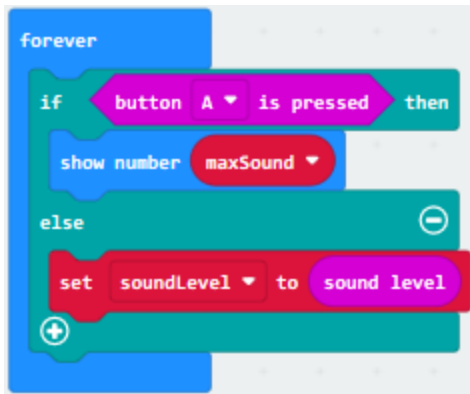 forever
if button A is pressed then
show number maxSound
else
set soundLevel to sound level